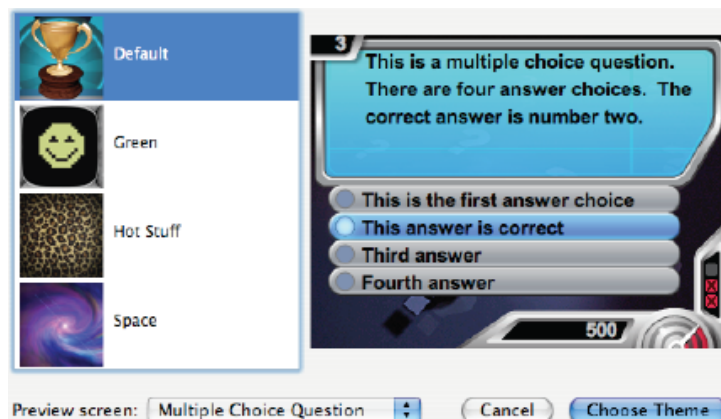 Default
Green
Hot Stuff
Space
3
This is a multiple choice question.
There are four answer choices. The
correct answer is number two.
This is the first answer choice
This answer is correct
Third answer
Fourth answer
500
Preview screen: Multiple Choice Question
Cancel
Choose Theme